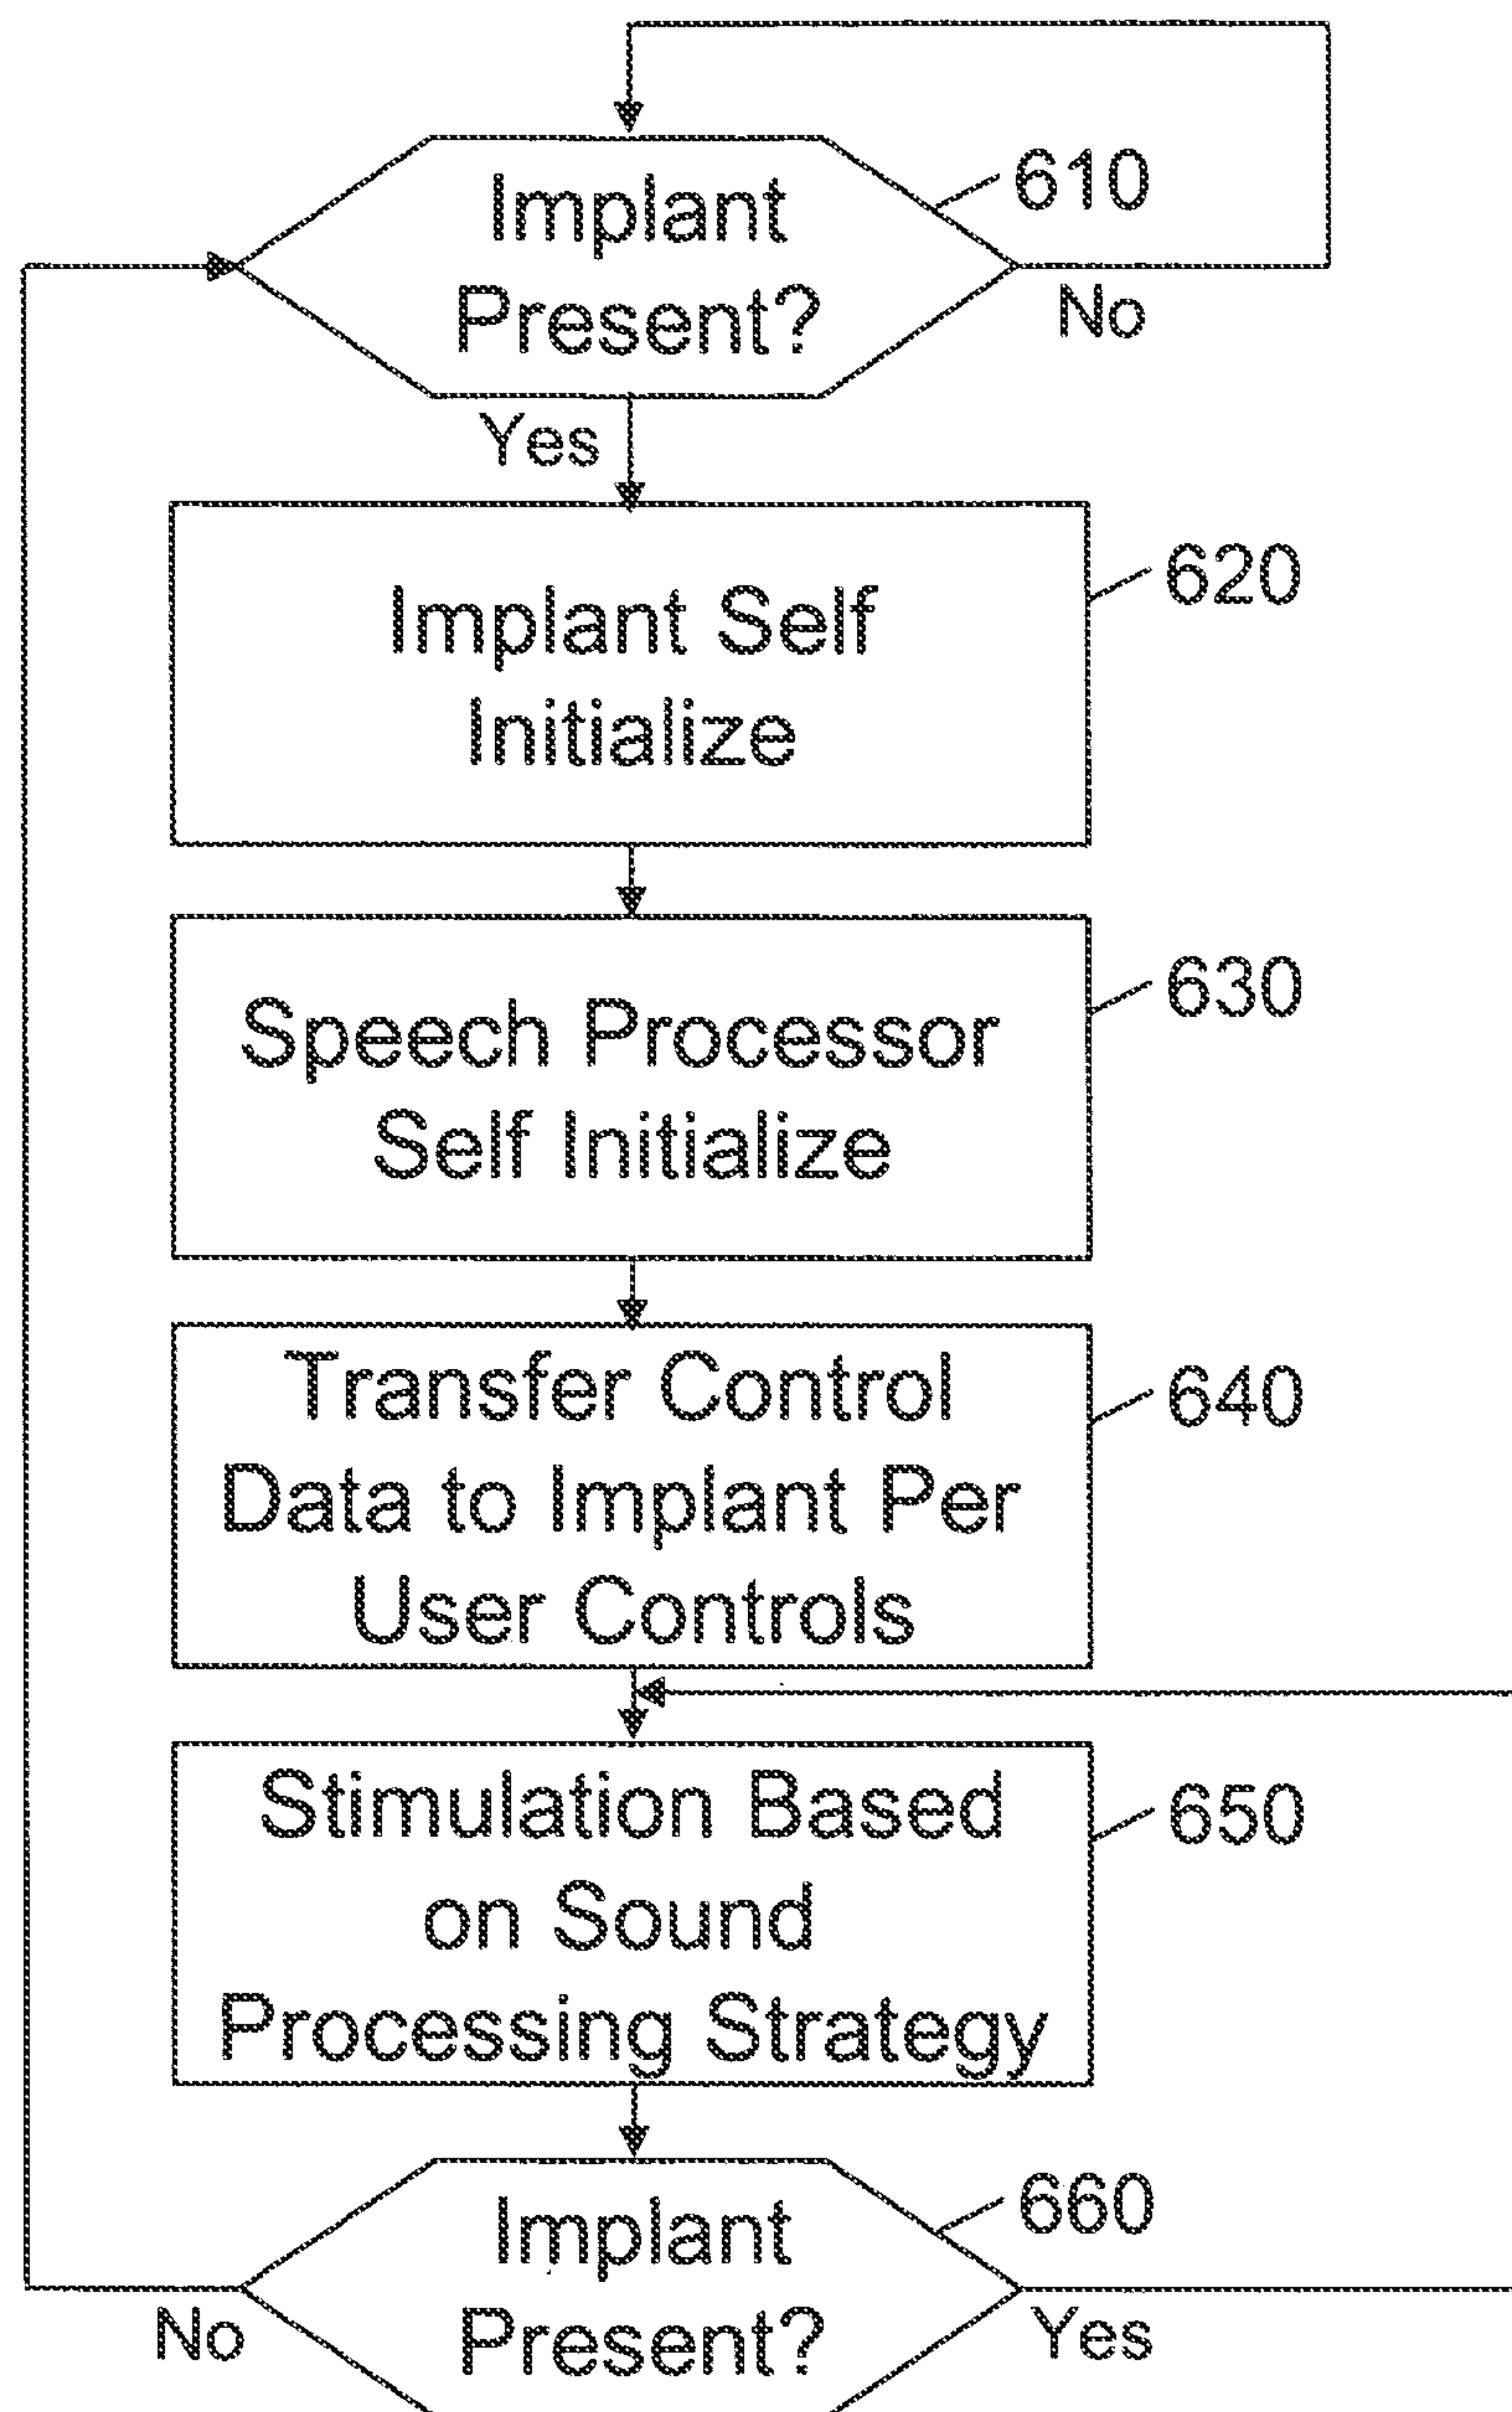 Implant
Present?
610
No
Yes
Implant Self
Initialize
620
Speech Processor
Self Initialize
630
Transfer Control
Data to Implant Per
User Controls
640
Stimulation Based
on Sound
Processing Strategy
650
Implant
Present?
660
No
Yes